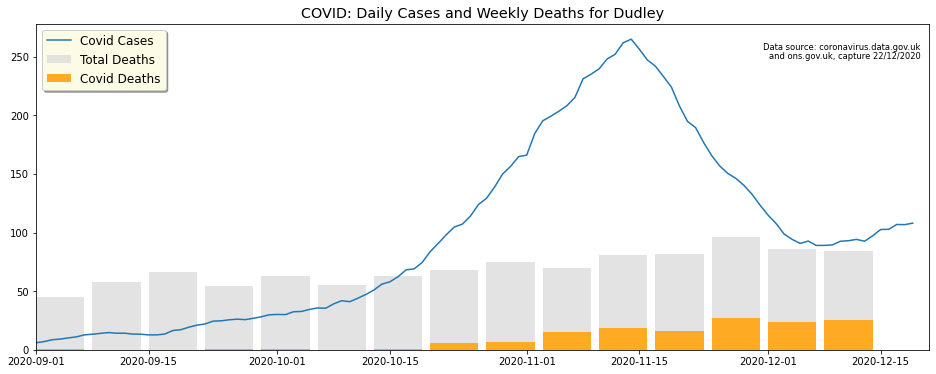 COVID: Daily Cases and Weekly Deaths for Dudley
Covid Cases
Total Deaths
Covid Deaths
Data source: coronavirus.data.gov.uk
and ons.gov.uk, capture 22/12/2020
250
200
150
100
50
0
2020-09-01 2020-09-15 2020-10-01 2020-10-15 2020-11-01 2020-11-15 2020-12-01 2020-12-15